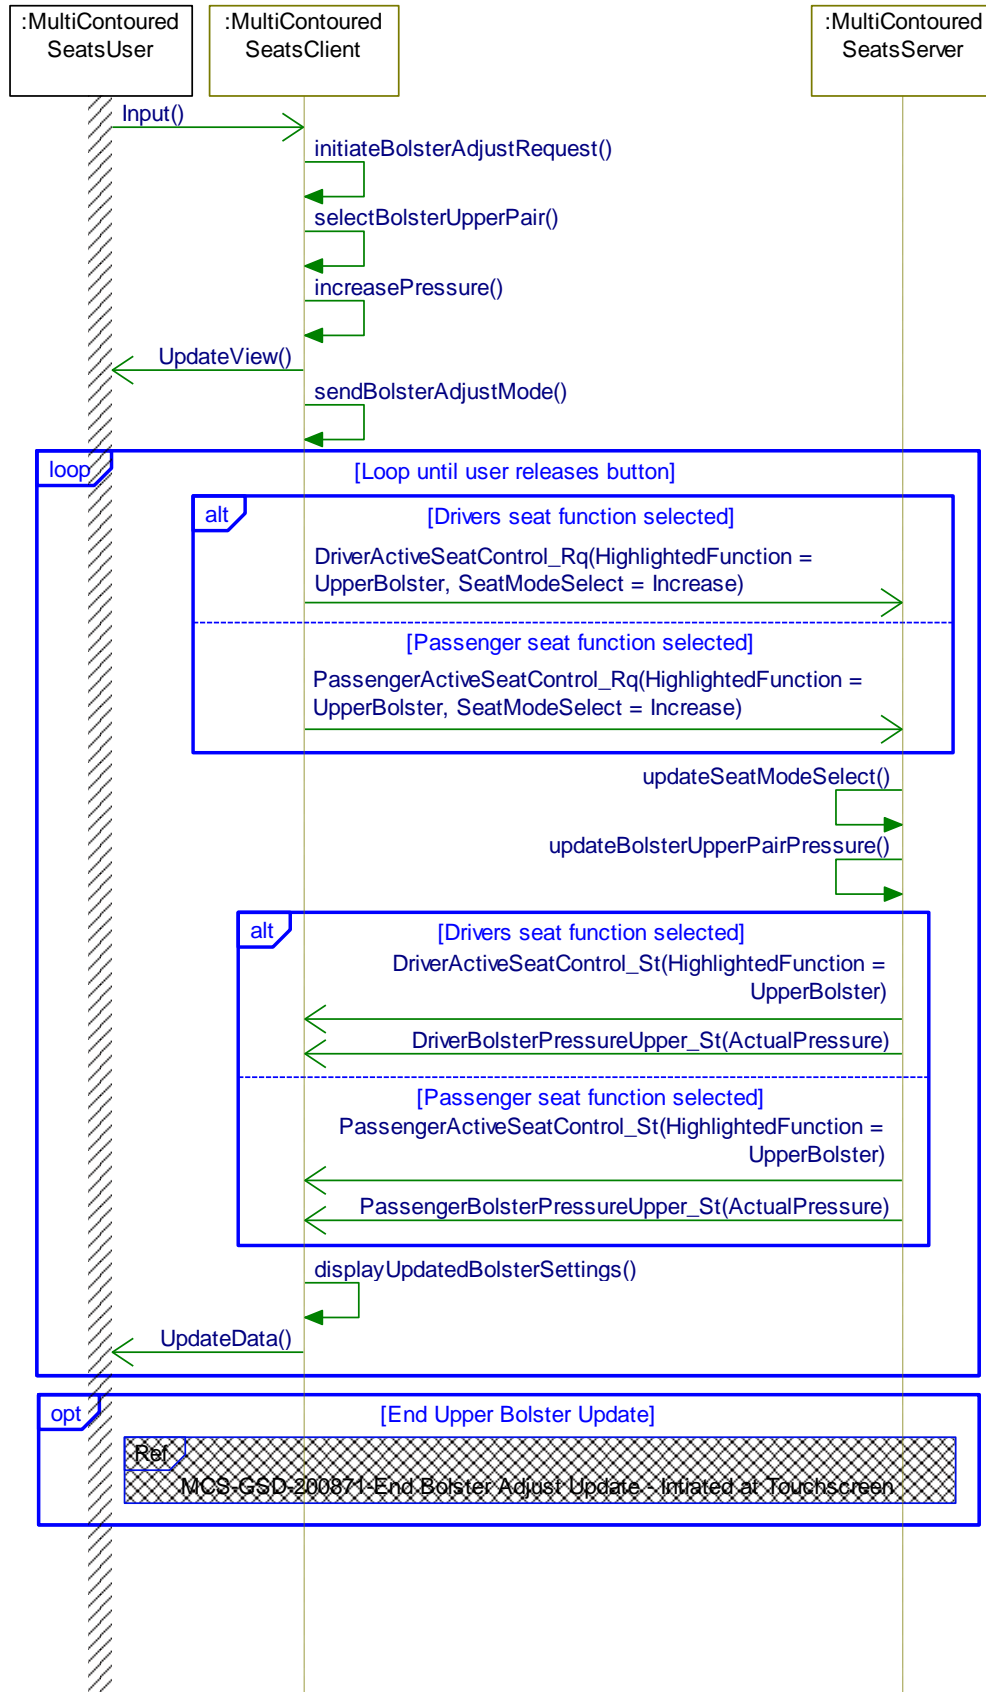 :MultiContoured
SeatsUser
:MultiContoured
SeatsClient
:MultiContoured
SeatsServer
Input()
initiateBolsterAdjustRequest()
selectBolsterUpperPair()
increasePressure()
UpdateView()
sendBolsterAdjustMode()
loop
[Loop until user releases button]
alt
[Drivers seat function selected]
DriverActiveSeatControl_Rq(HighlightedFunction =
UpperBolster, SeatModeSelect = Increase)
[Passenger seat function selected]
PassengerActiveSeatControl_Rq(HighlightedFunction =
UpperBolster, SeatModeSelect = Increase)
updateSeatModeSelect()
updateBolsterUpperPairPressure()
alt
[Drivers seat function selected]
DriverActiveSeatControl_St(HighlightedFunction =
UpperBolster)
DriverBolsterPressureUpper_St(ActualPressure)
[Passenger seat function selected]
PassengerActiveSeatControl_St(HighlightedFunction =
UpperBolster)
PassengerBolsterPressureUpper_St(ActualPressure)
displayUpdatedBolsterSettings()
UpdateData()
opt
[End Upper Bolster Update]
Ref
MCS-GSD-200871-End Bolster Adjust Update - Intiated at Touchscreen